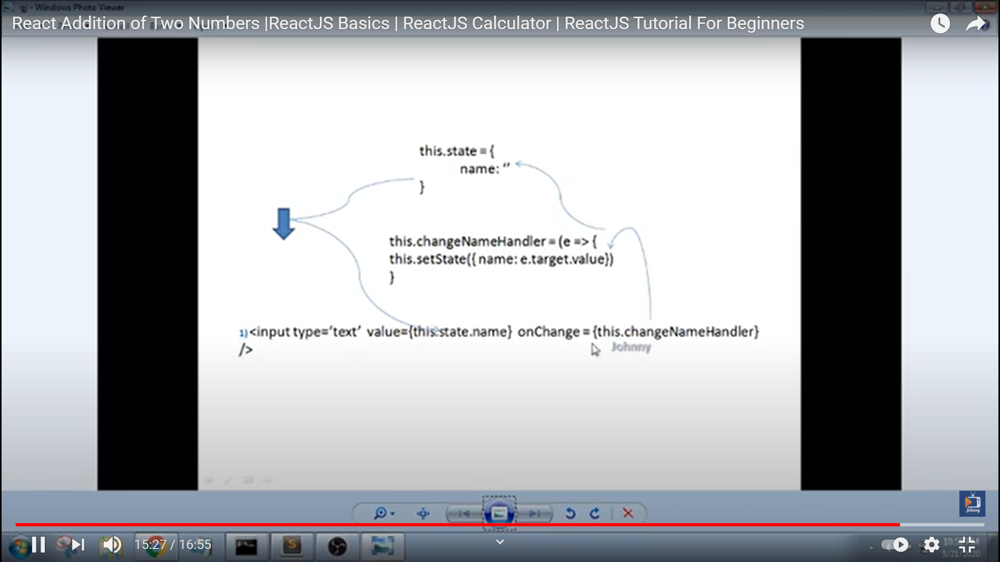 gj - Windows Photo Viewer
React Addition of Two Numbers |ReactJS Basics | ReactJS Calculator | ReactJS Tutorial For Beginners
this.state = {
name: ‘’
}
this.changeNameHandler = (e => {
this.setState({ name: e.target.value})
}
1) <input type=‘text’ value={this.state.name} onChange = {this.changeNameHandler}
/>
Johnny
Johnny
15:27 / 16:55